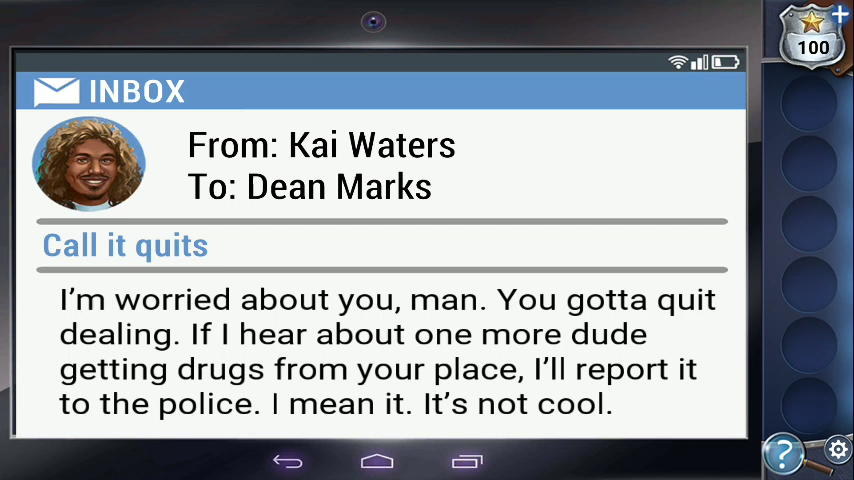 100
INBOX
From: Kai Waters
To: Dean Marks
Call it quits
I'm worried about you, man. You gotta quit
dealing. If I hear about one more dude
getting drugs from your place, I'll report it
to the police. I mean it. It's not cool.
?